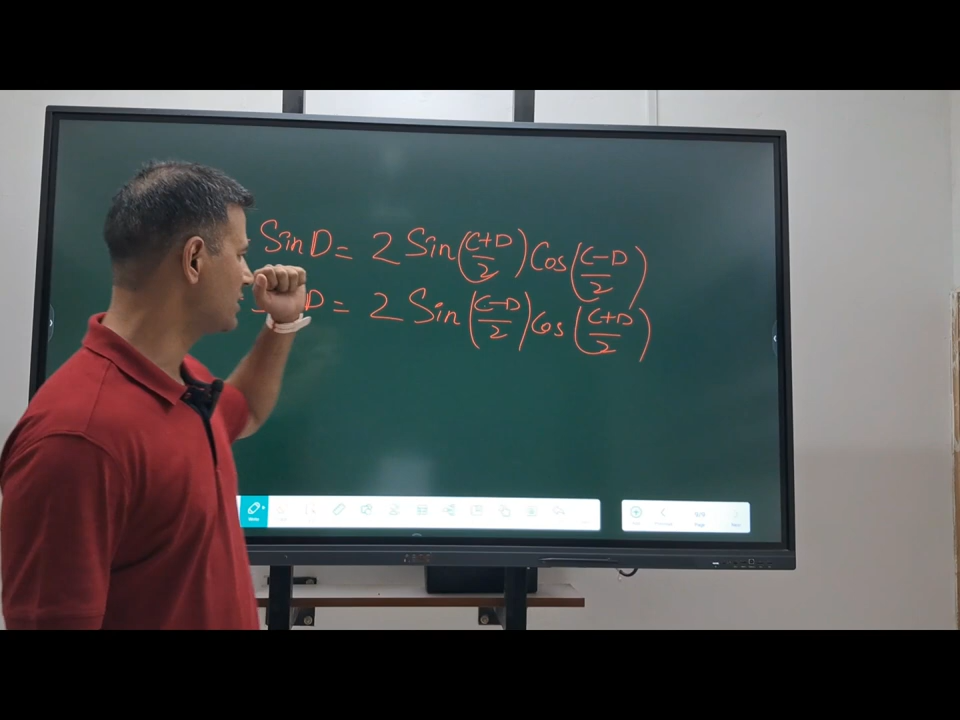 Sin D = 2 Sin(C+D/2) Cos(C-D/2)
- D = 2 Sin(C-D/2) Cos(C+D/2)